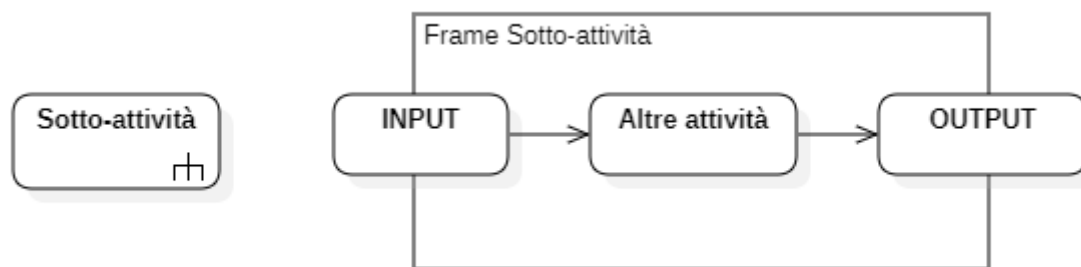 Frame Sotto-attività
Sotto-attività
INPUT
Altre attività
OUTPUT